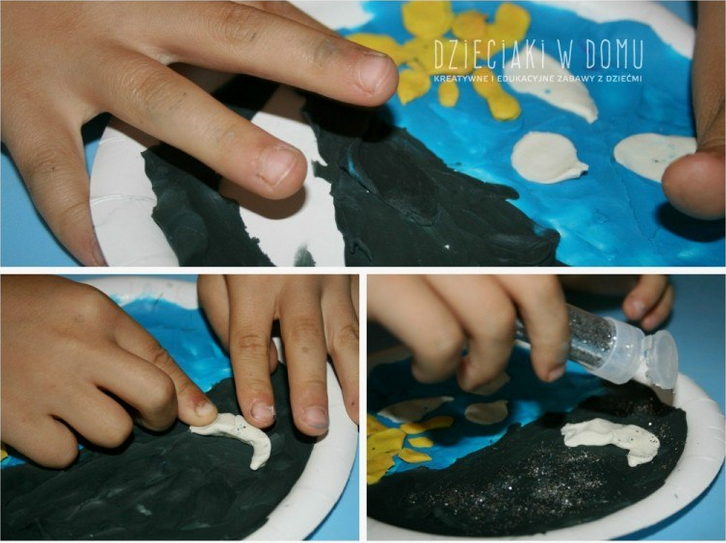 DZIECIAKI W DOMU
KREATYWNE I EDUKACYJNE ZABAWY Z DZIEĆMI